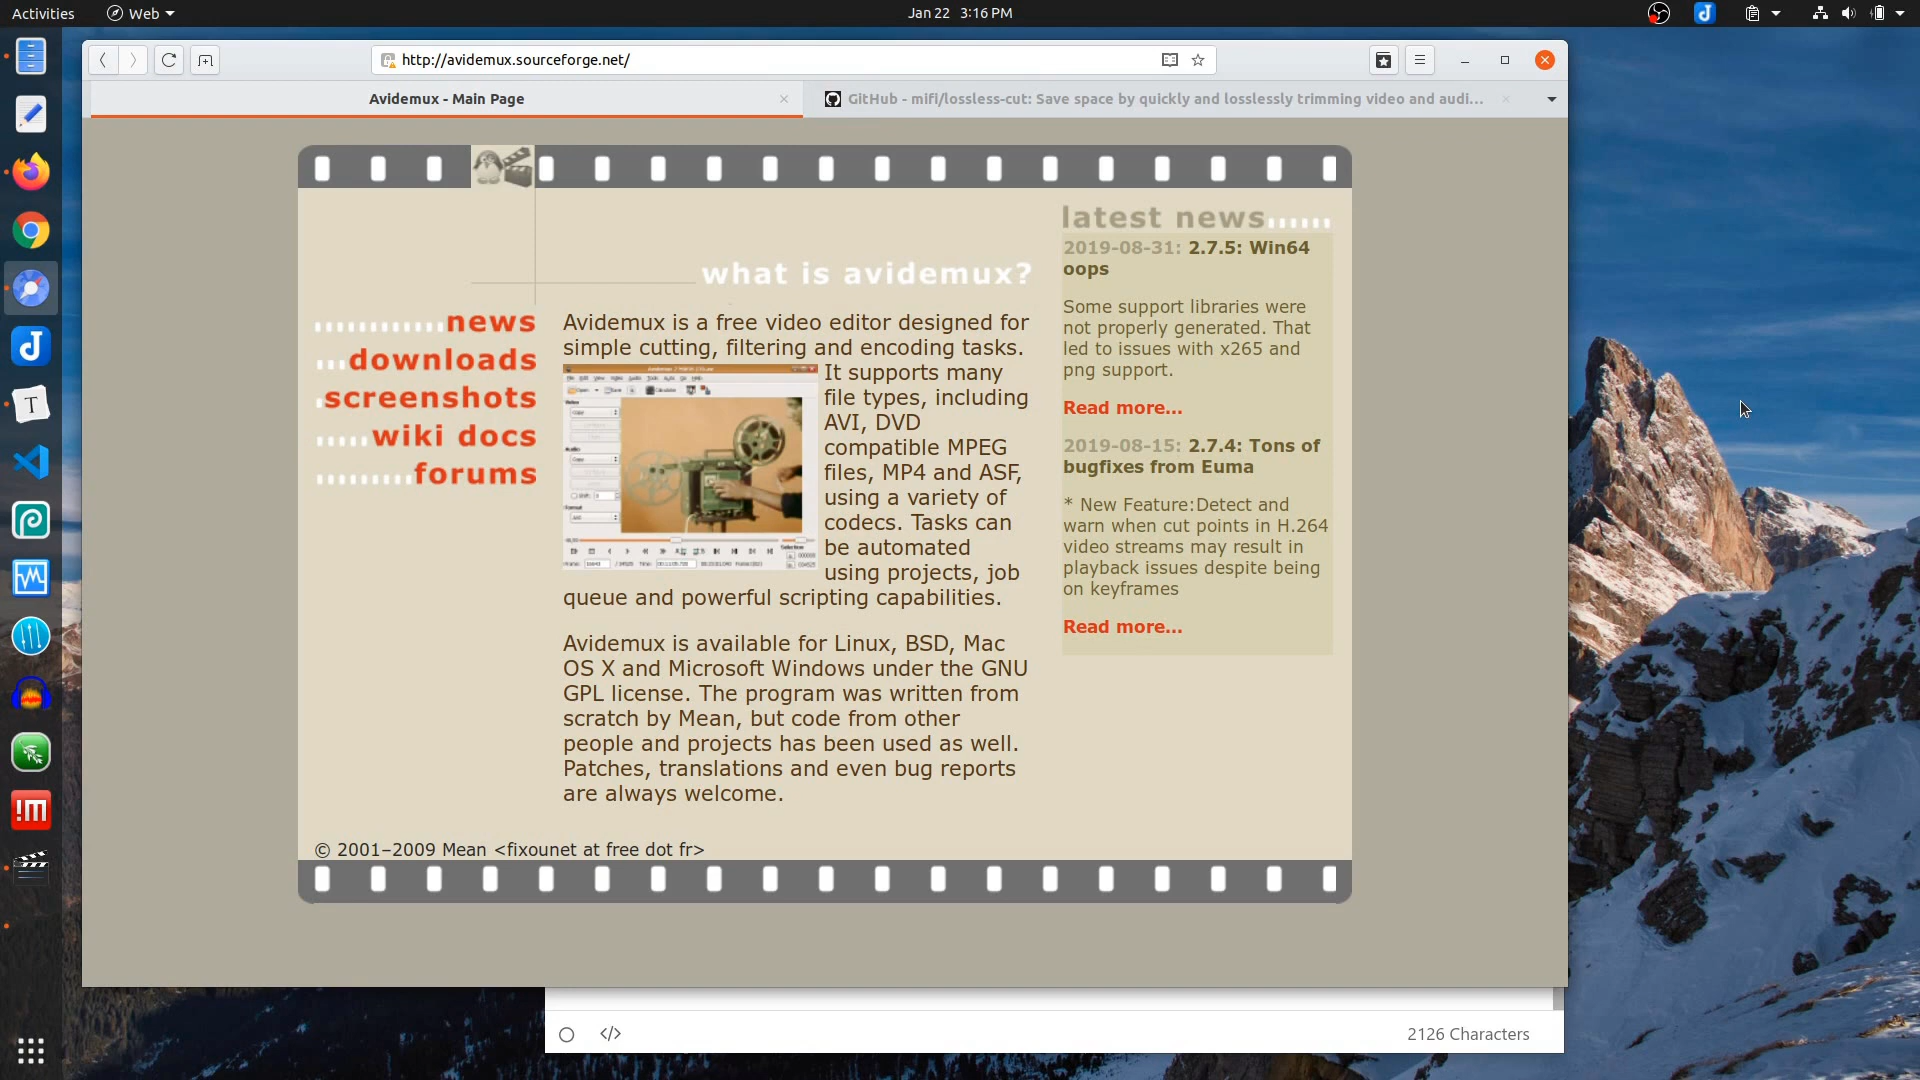 Activities
Web
Jan 22 3:16 PM
http://avidemux.sourceforge.net/
Avidemux - Main Page
GitHub - mifi/lossless-cut: Save space by quickly and losslessly trimming video and audi...
what is avidemux?
news
downloads
screenshots
wiki docs
forums
Avidemux is a free video editor designed for
simple cutting, filtering and encoding tasks.
It supports many
file types, including
AVI, DVD
compatible MPEG
files, MP4 and ASF,
using a variety of
codecs. Tasks can
be automated
using projects, job
queue and powerful scripting capabilities.
Avidemux is available for Linux, BSD, Mac
OS X and Microsoft Windows under the GNU
GPL license. The program was written from
scratch by Mean, but code from other
people and projects has been used as well.
Patches, translations and even bug reports
are always welcome.
latest news
2019-08-31: 2.7.5: Win64
oops
Some support libraries were
not properly generated. That
led to issues with x265 and
png support.
Read more...
2019-08-15: 2.7.4: Tons of
bugfixes from Euma
* New Feature:Detect and
warn when cut points in H.264
video streams may result in
playback issues despite being
on keyframes
Read more...
© 2001–2009 Mean <fixounet at free dot fr>
2126 Characters